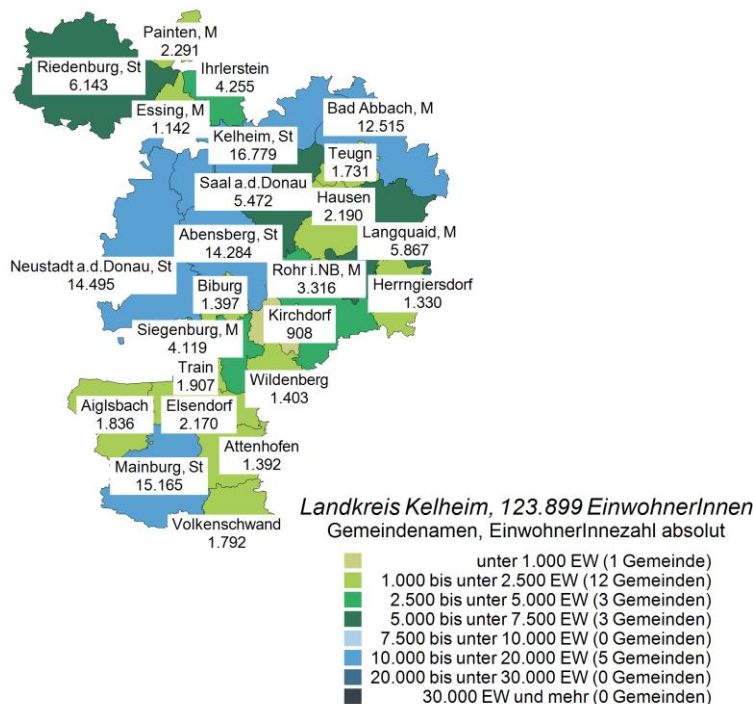 Painten, M
2.291
Riedenburg, St
6.143
Ihrlerstein
4.255
Essing, M
1.142
Bad Abbach, M
12.515
Kelheim, St
16.779
Teugn
1.731
Saal a.d.Donau
5.472
Hausen
2.190
Langquaid, M
5.867
Abensberg, St
14.284
Neustadt a.d.Donau, St
14.495
Rohr i.NB, M
3.316
Herrngiersdorf
1.330
Biburg
1.397
Kirchdorf
908
Siegenburg, M
4.119
Train
1.907
Wildenberg
1.403
Aiglsbach
1.836
Elsendorf
2.170
Attenhofen
1.392
Mainburg, St
15.165
Volkenschwand
1.792
Landkreis Kelheim, 123.899 EinwohnerInnen
Gemeindenamen, EinwohnerInnezahl absolut
unter 1.000 EW (1 Gemeinde)
1.000 bis unter 2.500 EW (12 Gemeinden)
2.500 bis unter 5.000 EW (3 Gemeinden)
5.000 bis unter 7.500 EW (3 Gemeinden)
7.500 bis unter 10.000 EW (0 Gemeinden)
10.000 bis unter 20.000 EW (5 Gemeinden)
20.000 bis unter 30.000 EW (0 Gemeinden)
30.000 EW und mehr (0 Gemeinden)